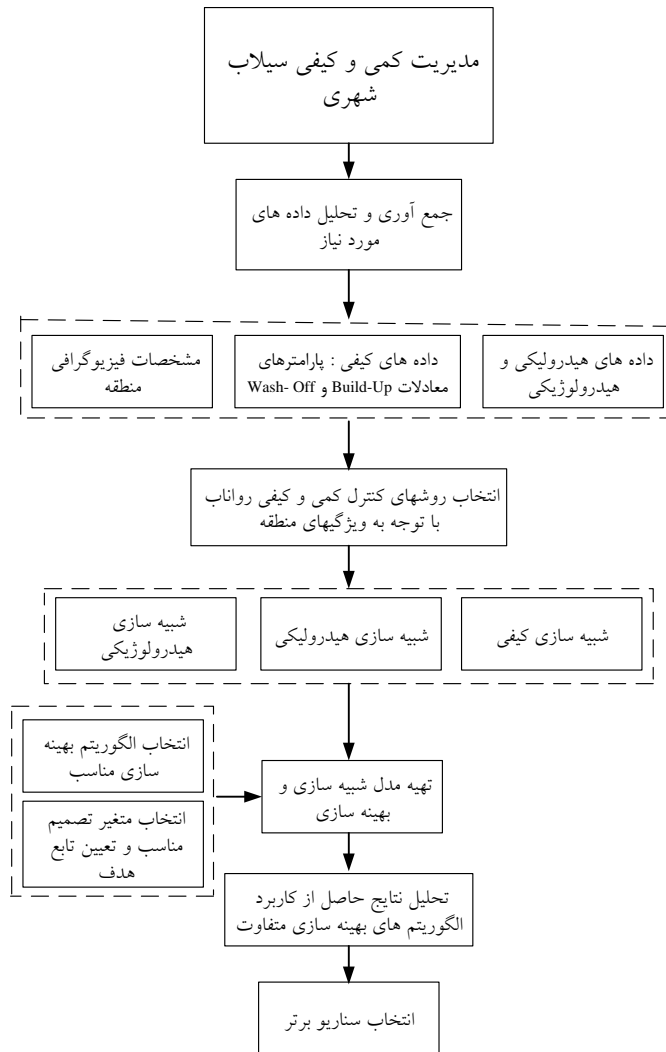 مدیریت کمی و کیفی سیلاب
شهری
جمع آوری و تحلیل داده های
مورد نیاز
داده های هیدرولیکی و
هیدرولوژیکی
داده های کیفی : پارامترهای
معادلات Build-Up و Wash- Off
مشخصات فیزیوگرافی
منطقه
انتخاب روشهای کنترل کمی و کیفی رواناب
با توجه به ویژگیهای منطقه
شبیه سازی کیفی
شبیه سازی هیدرولیکی
شبیه سازی
هیدرولوژیکی
انتخاب الگوریتم بهینه
سازی مناسب
انتخاب متغیر تصمیم
مناسب و تعیین تابع
هدف
تهیه مدل شبیه سازی و
بهینه سازی
تحلیل نتایج حاصل از کاربرد
الگوریتم های بهینه سازی متفاوت
انتخاب سناریو برتر